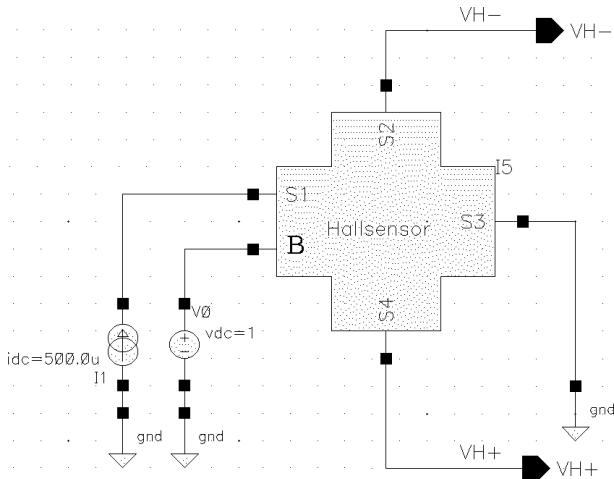 VH-
VH-
S2
I5
S1
S3
Hallsensor
B
S4
V0
vdc=1
idc=500.0u
I1
gnd
gnd
gnd
VH+
VH+